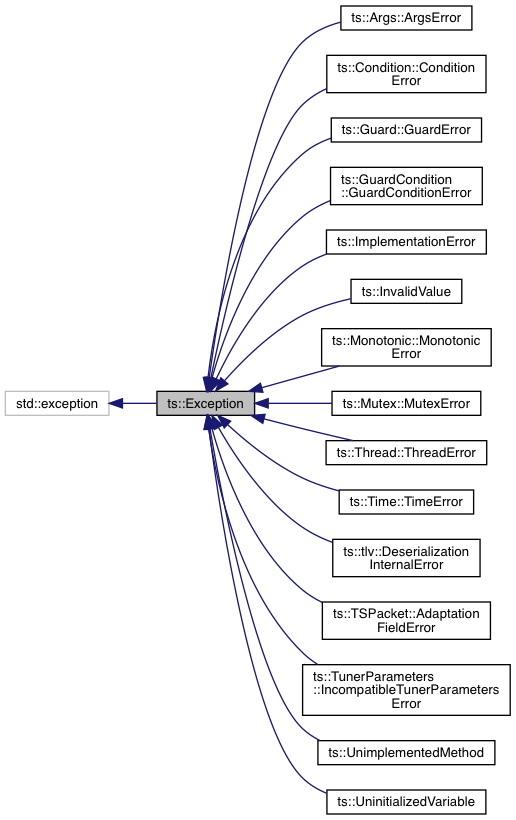 ts::Args::ArgsError
ts::Condition::Condition
Error
ts::Guard::GuardError
ts::GuardCondition
::GuardConditionError
ts::ImplementationError
ts::InvalidValue
ts::Monotonic::Monotonic
Error
std::exception
ts::Exception
ts::Mutex::MutexError
ts::Thread::ThreadError
ts::Time::TimeError
ts::tlv::Deserialization
InternalError
ts::TSPacket::Adaptation
FieldError
ts::TunerParameters
::IncompatibleTunerParameters
Error
ts::UnimplementedMethod
ts::UninitializedVariable